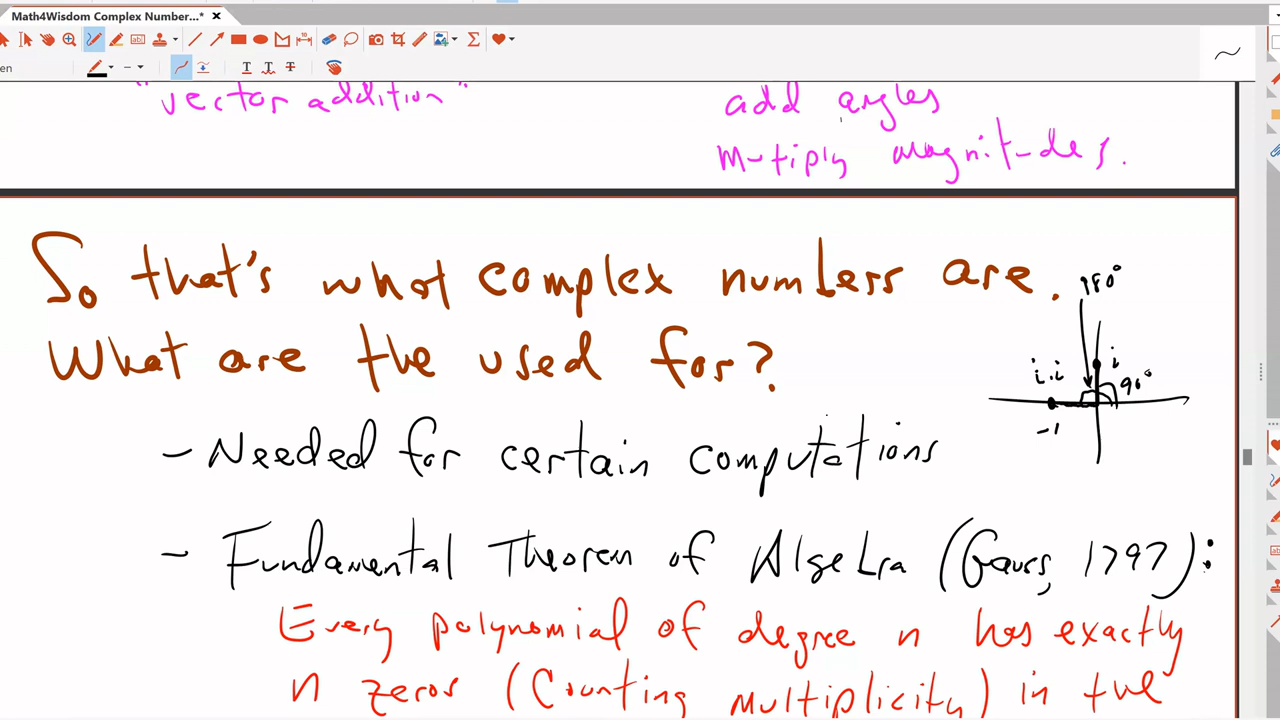 Math4Wisdom Complex Number...*
en
"vector addition"
add angles
multiply magnitudes.
So that's what complex numbers are.
What are the used for?
180°
i·i
i
90°
-1
- Needed for certain computations
- Fundamental Theorem of Algebra (Gauss, 1797):
Every polynomial of degree n has exactly
n zeros (Counting multiplicity) in the